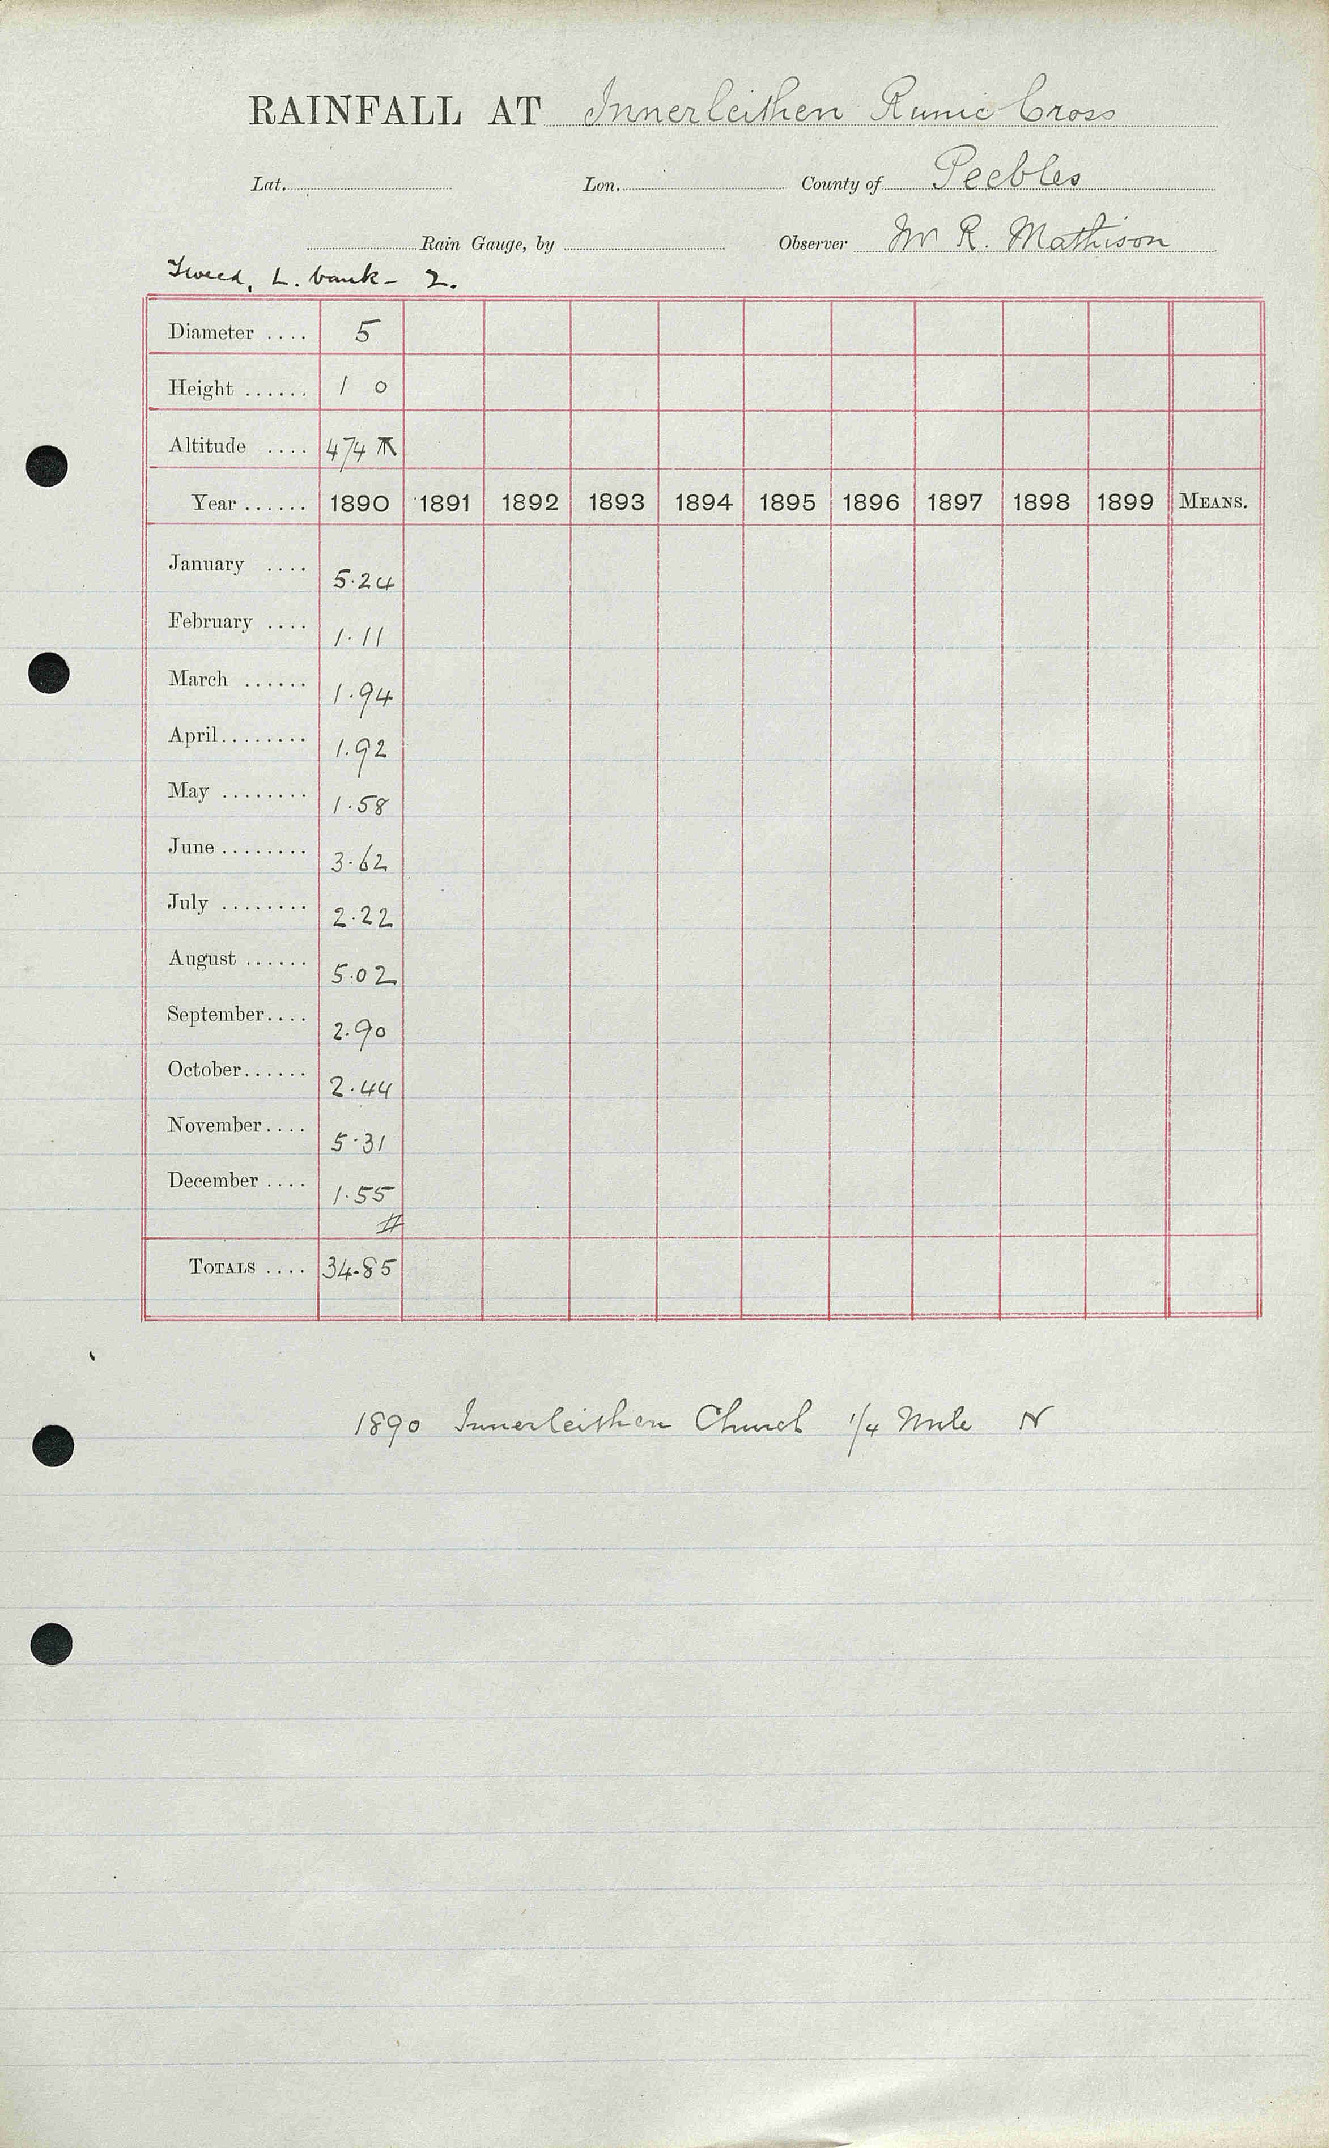 RAINFALL AT Innerleithen Runic Cross
Lat. Lon. County of Peebles
Rain Gauge, by Observer Mr R. Mathison
Tweed, L. bank - 2.
Diameter .... 5
Height ...... 1 0
Altitude .... 474
Year ...... 1890 1891 1892 1893 1894 1895 1896 1897 1898 1899 MEANS.
January .... 5.24
February .... 1.11
March ...... 1.94
April........ 1.92
May ........ 1.58
June ........ 3.62
July ........ 2.22
August ...... 5.02
September.... 2.90
October...... 2.44
November.... 5.31
December .... 1.55
TOTALS .... 34.85
1890 Innerleithen Church 1/4 Mile N